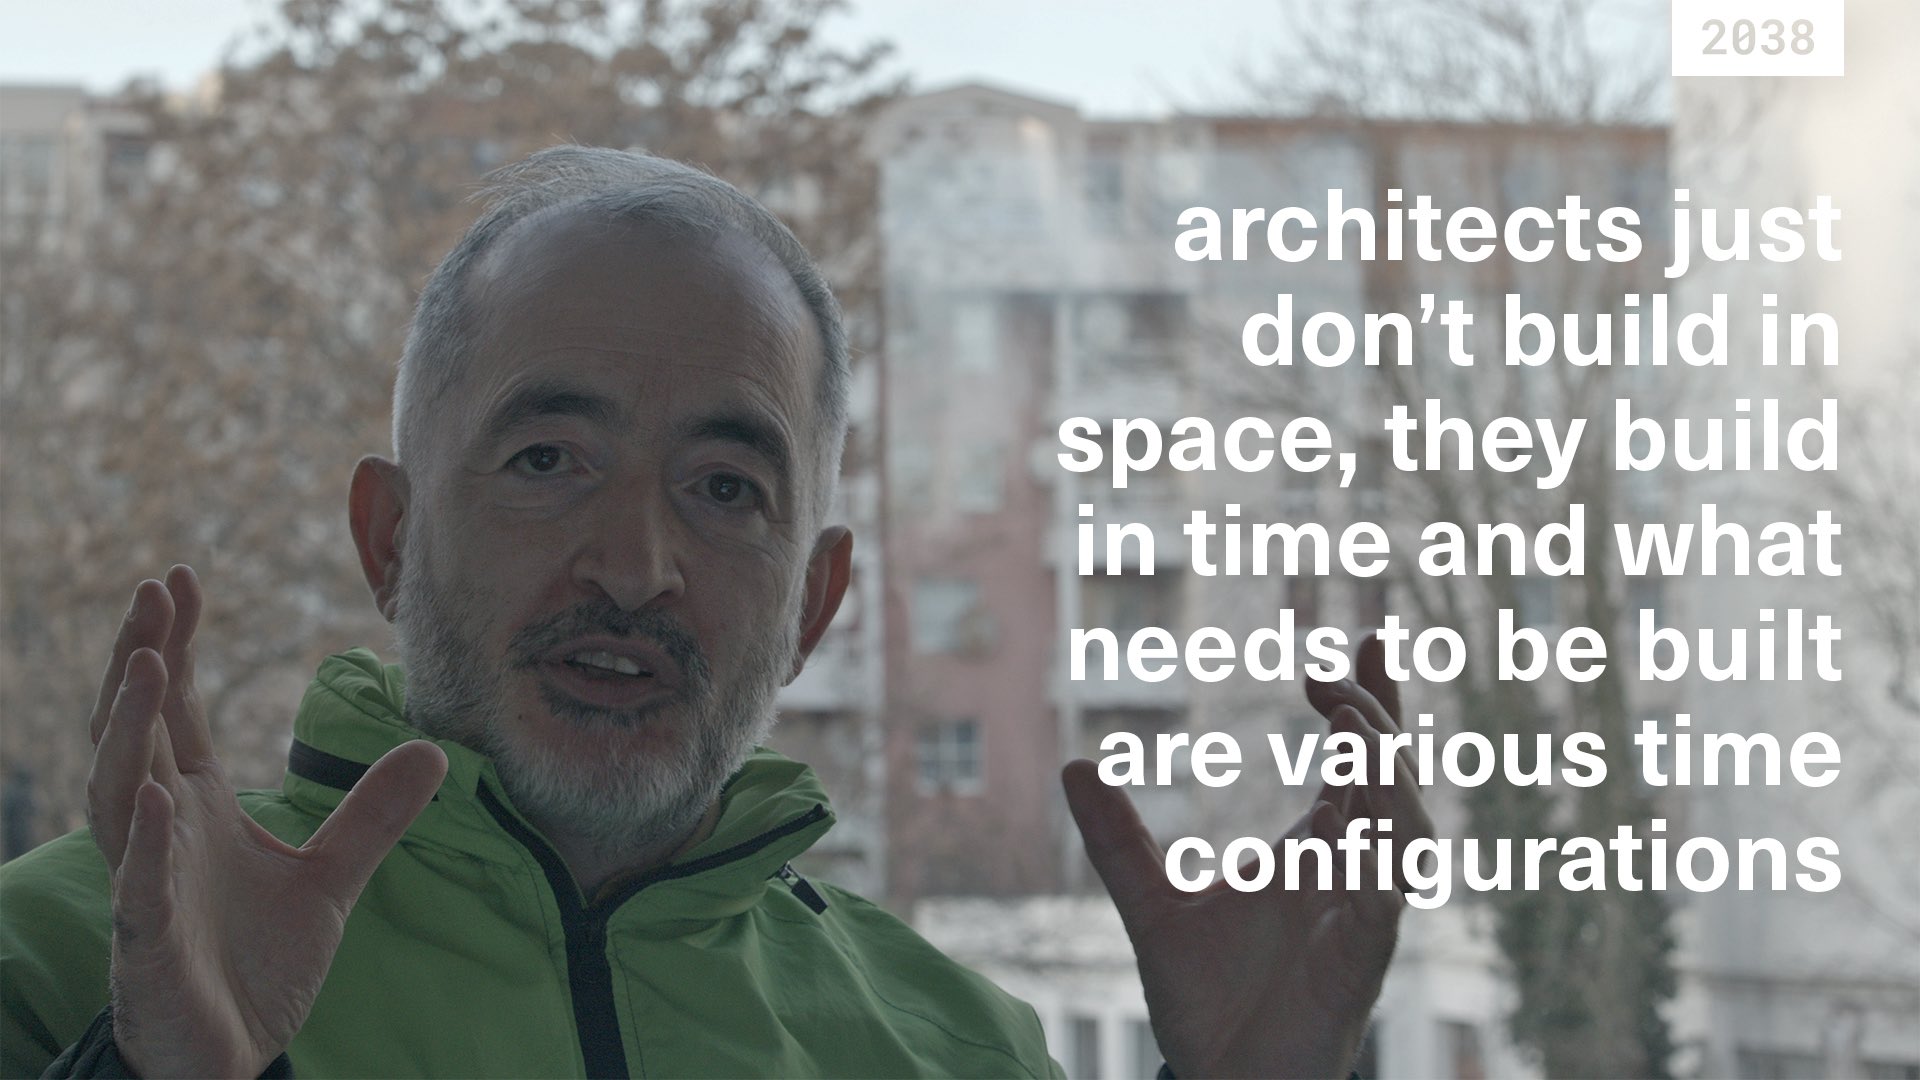 2038
architects just
don’t build in
space, they build
in time and what
needs to be built
are various time
configurations